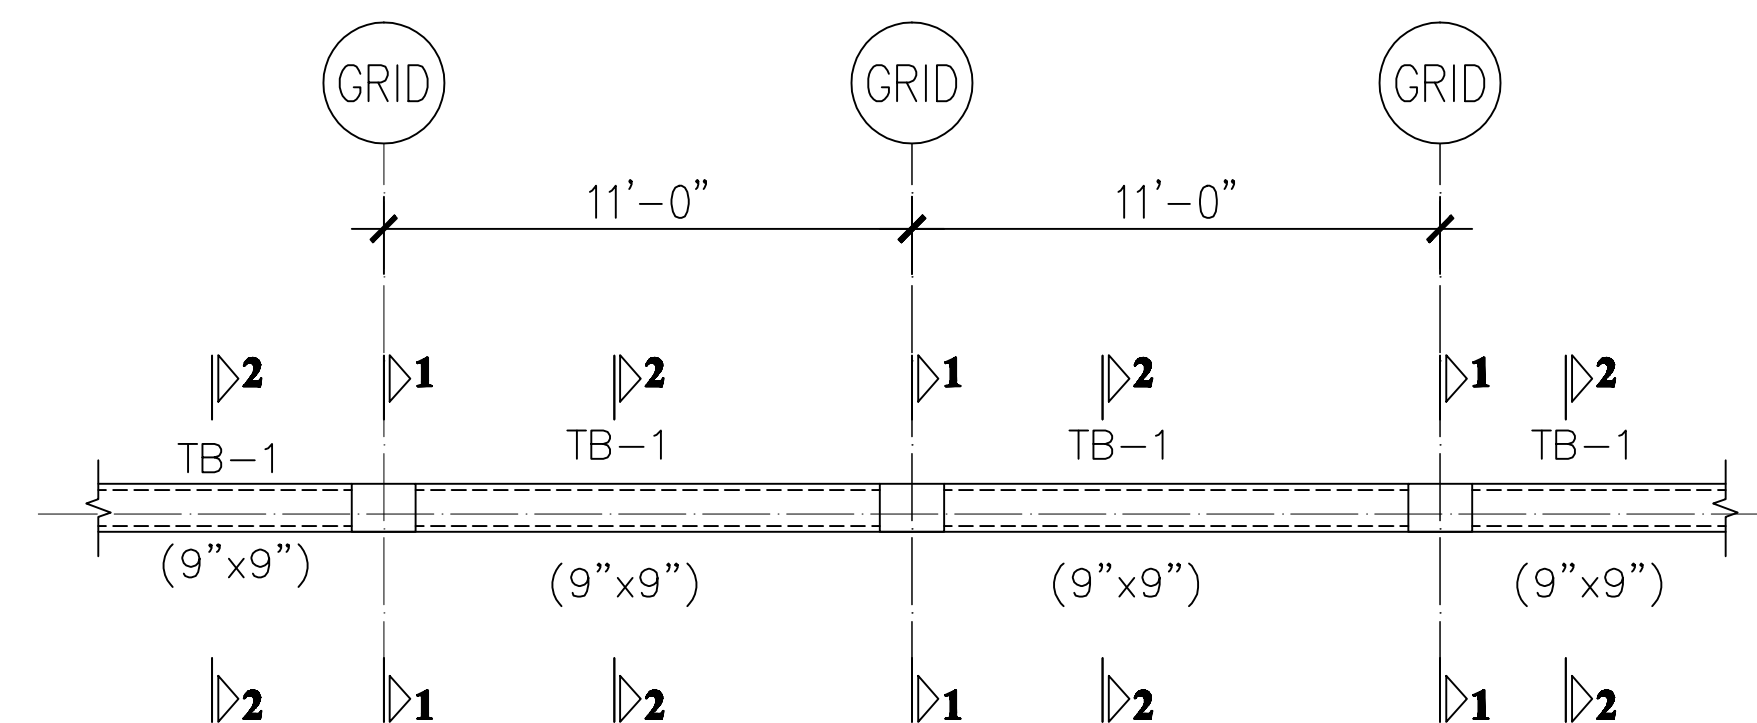 GRID GRID GRID
11'-0" 11'-0"
2 1 2 1 2 1 2
TB-1 TB-1 TB-1 TB-1
(9"x9") (9"x9") (9"x9") (9"x9")
2 1 2 1 2 1 2